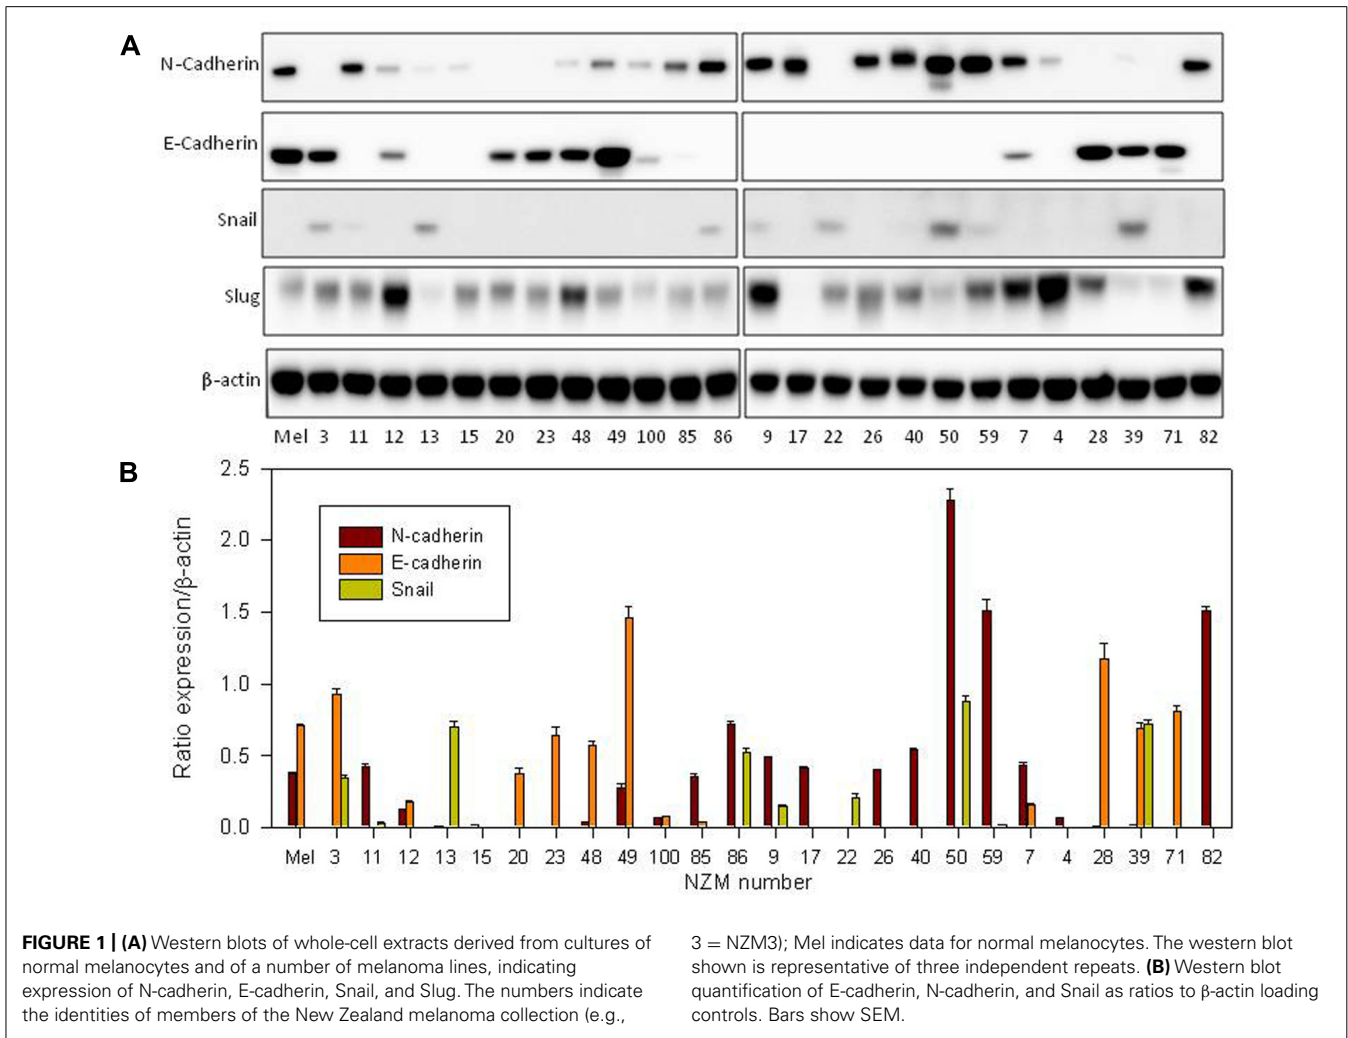 A
N-Cadherin
E-Cadherin
Snail
Slug
β-actin
Mel 3 11 12 13 15 20 23 48 49 100 85 86 9 17 22 26 40 50 59 7 4 28 39 71 82
B
2.5
2.0
1.5
1.0
0.5
0.0
Ratio expression/β-actin
N-cadherin
E-cadherin
Snail
Mel 3 11 12 13 15 20 23 48 49 100 85 86 9 17 22 26 40 50 59 7 4 28 39 71 82
NZM number
FIGURE 1 | (A) Western blots of whole-cell extracts derived from cultures of
normal melanocytes and of a number of melanoma lines, indicating
expression of N-cadherin, E-cadherin, Snail, and Slug. The numbers indicate
the identities of members of the New Zealand melanoma collection (e.g.,
3 = NZM3); Mel indicates data for normal melanocytes. The western blot
shown is representative of three independent repeats. (B) Western blot
quantification of E-cadherin, N-cadherin, and Snail as ratios to β-actin loading
controls. Bars show SEM.